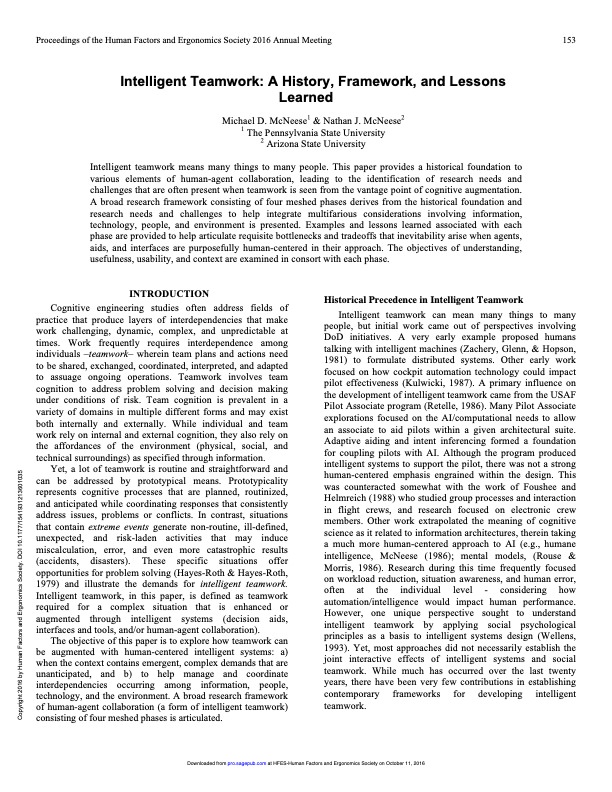 Proceedings of the Human Factors and Ergonomics Society 2016 Annual Meeting
153
Intelligent Teamwork: A History, Framework, and Lessons
Learned
Michael D. McNeese1 & Nathan J. McNeese2
1 The Pennsylvania State University
2 Arizona State University
Intelligent teamwork means many things to many people. This paper provides a historical foundation to
various elements of human-agent collaboration, leading to the identification of research needs and
challenges that are often present when teamwork is seen from the vantage point of cognitive augmentation.
A broad research framework consisting of four meshed phases derives from the historical foundation and
research needs and challenges to help integrate multifarious considerations involving information,
technology, people, and environment is presented. Examples and lessons learned associated with each
phase are provided to help articulate requisite bottlenecks and tradeoffs that inevitability arise when agents,
aids, and interfaces are purposefully human-centered in their approach. The objectives of understanding,
usefulness, usability, and context are examined in consort with each phase.
INTRODUCTION
Cognitive engineering studies often address fields of
practice that produce layers of interdependencies that make
work challenging, dynamic, complex, and unpredictable at
times. Work frequently requires interdependence among
individuals –teamwork– wherein team plans and actions need
to be shared, exchanged, coordinated, interpreted, and adapted
to assuage ongoing operations. Teamwork involves team
cognition to address problem solving and decision making
under conditions of risk. Team cognition is prevalent in a
variety of domains in multiple different forms and may exist
both internally and externally. While individual and team
work rely on internal and external cognition, they also rely on
the affordances of the environment (physical, social, and
technical surroundings) as specified through information.
Yet, a lot of teamwork is routine and straightforward and
can be addressed by prototypical means. Prototypicality
represents cognitive processes that are planned, routinized,
and anticipated while coordinating responses that consistently
address issues, problems or conflicts. In contrast, situations
that contain extreme events generate non-routine, ill-defined,
unexpected, and risk-laden activities that may induce
miscalculation, error, and even more catastrophic results
(accidents, disasters). These specific situations offer
opportunities for problem solving (Hayes-Roth & Hayes-Roth,
1979) and illustrate the demands for intelligent teamwork.
Intelligent teamwork, in this paper, is defined as teamwork
required for a complex situation that is enhanced or
augmented through intelligent systems (decision aids,
interfaces and tools, and/or human-agent collaboration).
The objective of this paper is to explore how teamwork can
be augmented with human-centered intelligent systems: a)
when the context contains emergent, complex demands that are
unanticipated, and b) to help manage and coordinate
interdependencies occurring among information, people,
technology, and the environment. A broad research framework
of human-agent collaboration (a form of intelligent teamwork)
consisting of four meshed phases is articulated.
Historical Precedence in Intelligent Teamwork
Intelligent teamwork can mean many things to many
people, but initial work came out of perspectives involving
DoD initiatives. A very early example proposed humans
talking with intelligent machines (Zachery, Glenn, & Hopson,
1981) to formulate distributed systems. Other early work
focused on how cockpit automation technology could impact
pilot effectiveness (Kulwicki, 1987). A primary influence on
the development of intelligent teamwork came from the USAF
Pilot Associate program (Retelle, 1986). Many Pilot Associate
explorations focused on the AI/computational needs to allow
an associate to aid pilots within a given architectural suite.
Adaptive aiding and intent inferencing formed a foundation
for coupling pilots with AI. Although the program produced
intelligent systems to support the pilot, there was not a strong
human-centered emphasis engrained within the design. This
was counteracted somewhat with the work of Foushee and
Helmreich (1988) who studied group processes and interaction
in flight crews, and research focused on electronic crew
members. Other work extrapolated the meaning of cognitive
science as it related to information architectures, therein taking
a much more human-centered approach to AI (e.g., humane
intelligence, McNeese (1986); mental models, (Rouse &
Morris, 1986). Research during this time frequently focused
on workload reduction, situation awareness, and human error,
often at the individual level - considering how
automation/intelligence would impact human performance.
However, one unique perspective sought to understand
intelligent teamwork by applying social psychological
principles as a basis to intelligent systems design (Wellens,
1993). Yet, most approaches did not necessarily establish the
joint interactive effects of intelligent systems and social
teamwork. While much has occurred over the last twenty
years, there have been very few contributions in establishing
contemporary frameworks for developing intelligent
teamwork.
Copyright 2016 by Human Factors and Ergonomics Society. DOI 10.1177/1541931213601035
Downloaded from pro.sagepub.com at HFES-Human Factors and Ergonomics Society on October 11, 2016